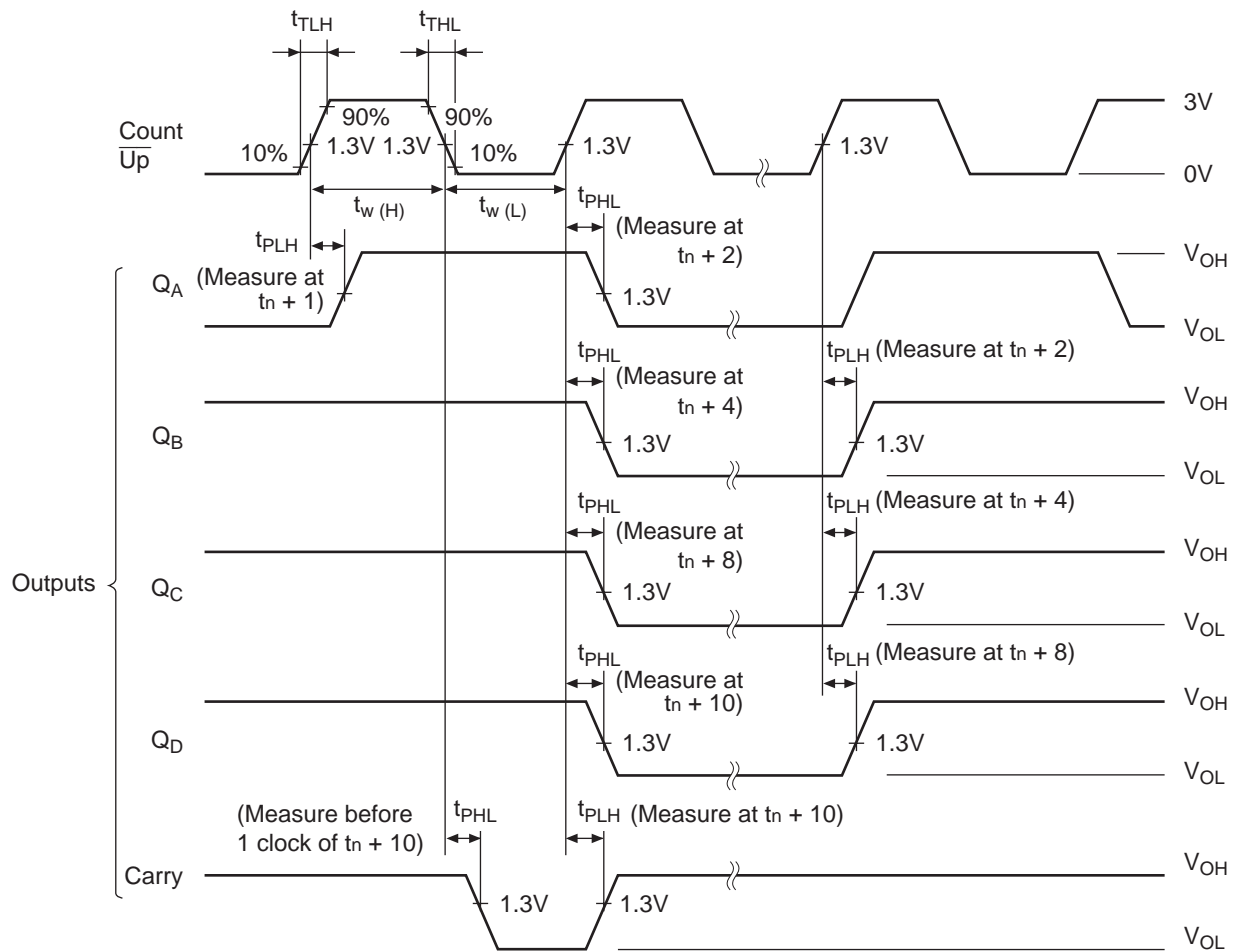 tTLH
tTHL
Count
Up
90%
90%
3V
10%
1.3V
1.3V
10%
1.3V
1.3V
0V
tw (H)
tw (L)
tPHL
(Measure at
tn + 2)
tPLH
(Measure at
tn + 1)
QA
1.3V
VOH
VOL
tPHL
(Measure at
tn + 4)
tPLH (Measure at tn + 2)
QB
1.3V
1.3V
VOH
VOL
tPHL
(Measure at
tn + 8)
tPLH (Measure at tn + 4)
Outputs
QC
1.3V
1.3V
VOH
VOL
tPHL
(Measure at
tn + 10)
tPLH (Measure at tn + 8)
QD
1.3V
1.3V
VOH
VOL
(Measure before
1 clock of tn + 10)
tPHL
tPLH (Measure at tn + 10)
Carry
1.3V
1.3V
VOH
VOL